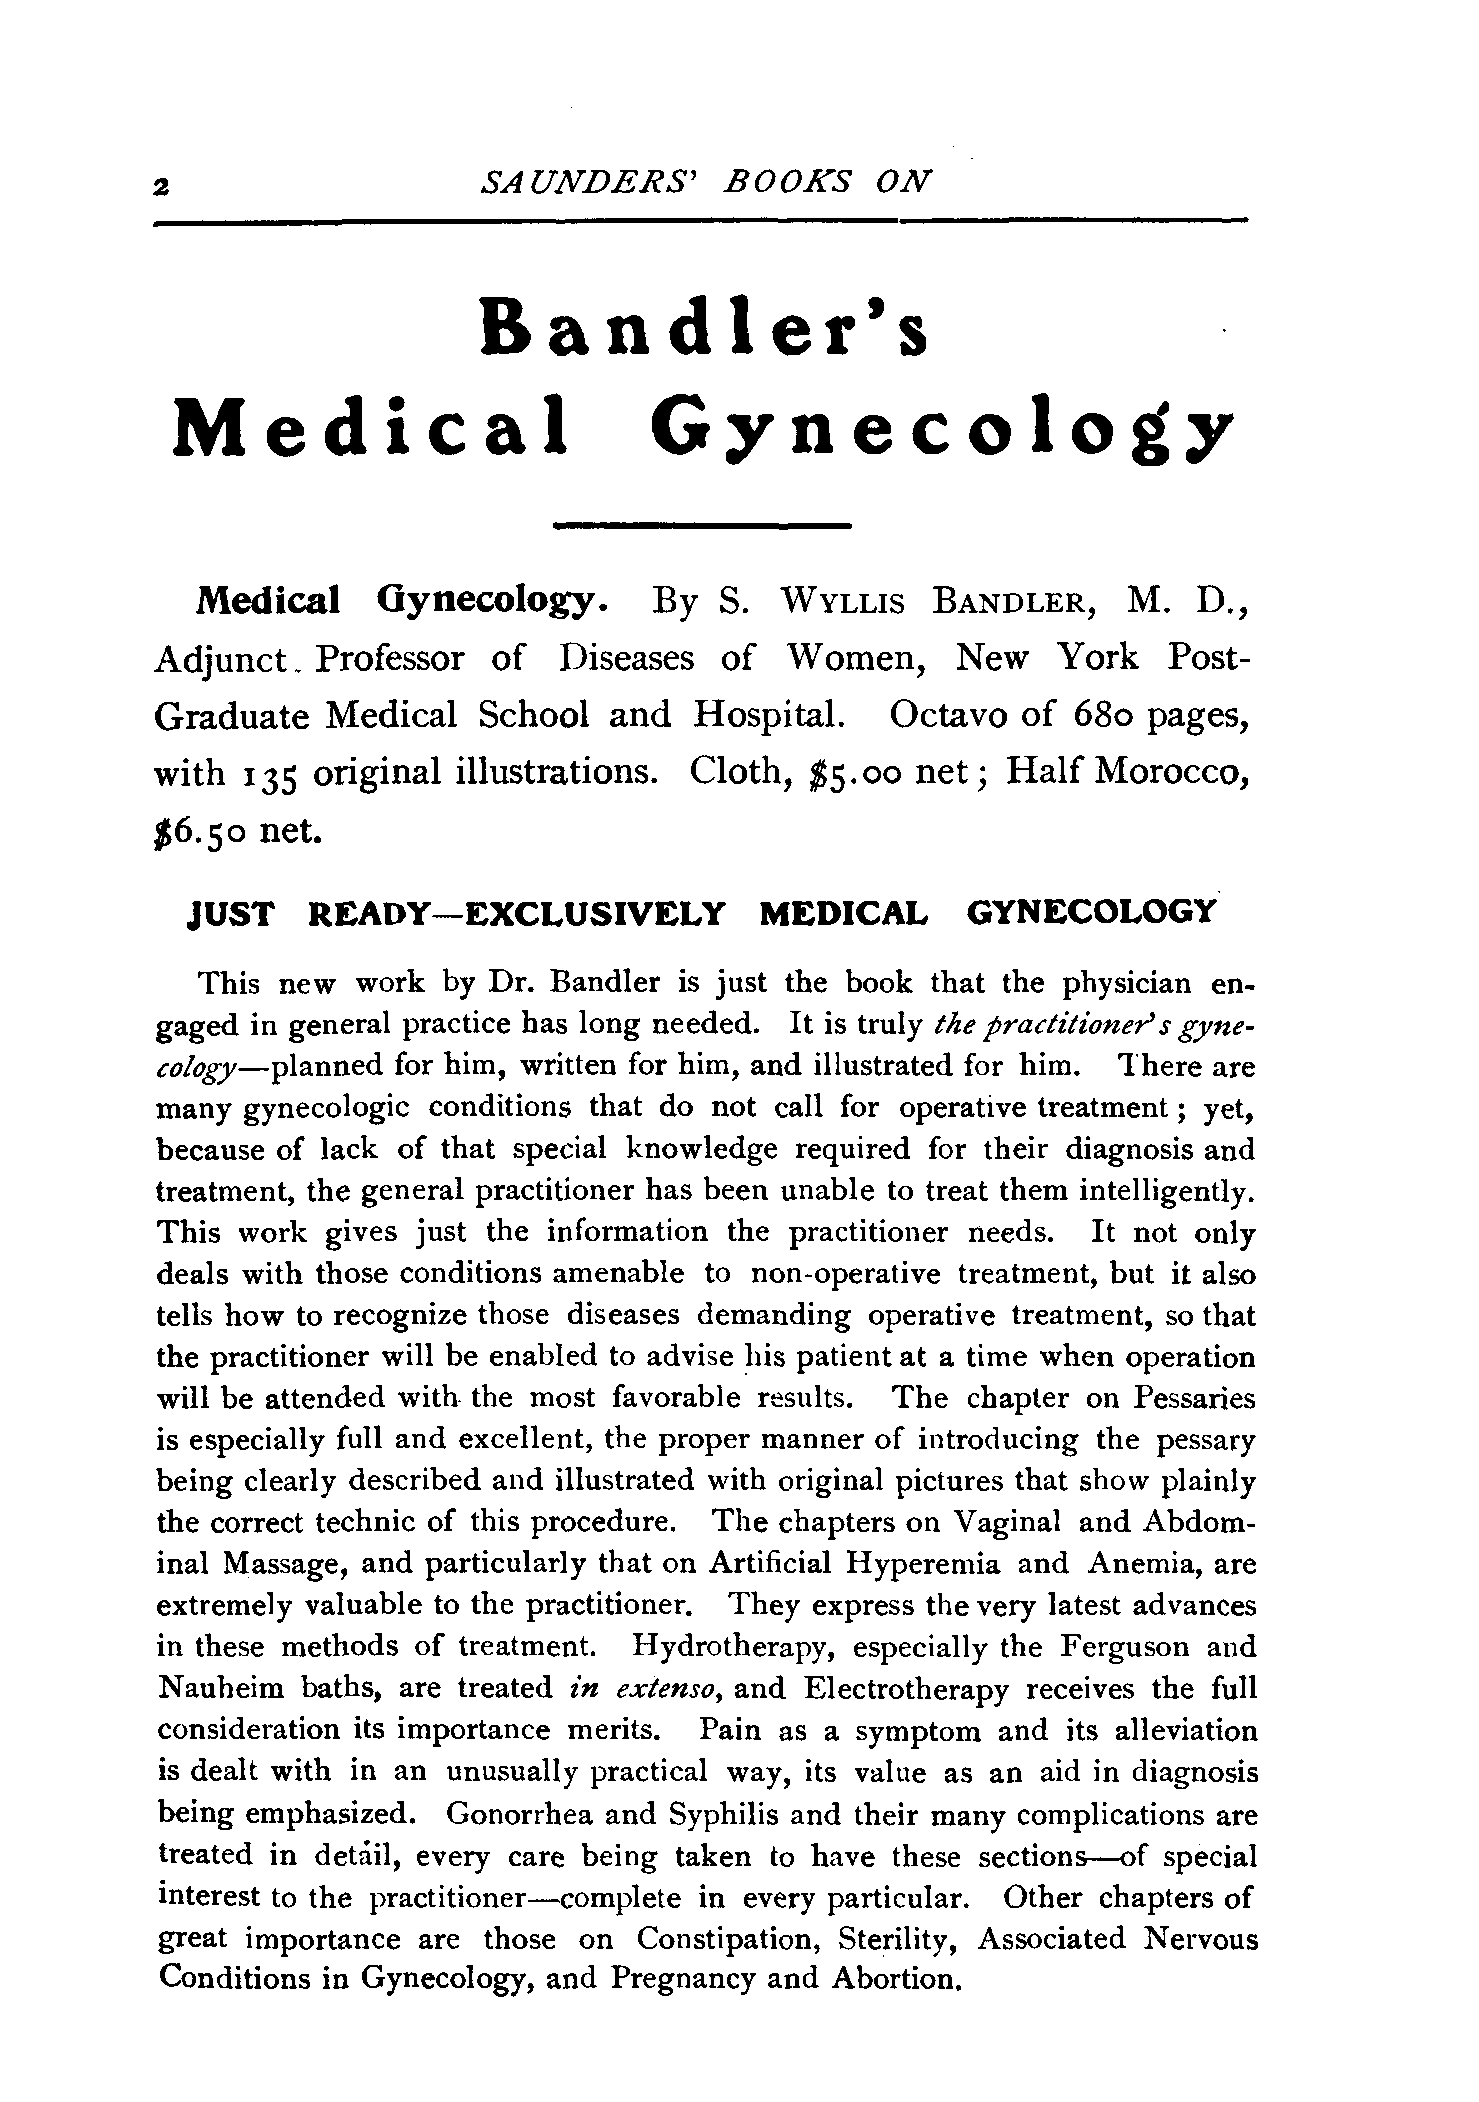 2 SAUNDERS' BOOKS ON
Bandler's
Medical Gynecology
Medical Gynecology. By S. WYLLIS BANDLER, M. D.,
Adjunct Professor of Diseases of Women, New York Post-
Graduate Medical School and Hospital. Octavo of 680 pages,
with 135 original illustrations. Cloth, $5.00 net; Half Morocco,
$6.50 net.
JUST READY—EXCLUSIVELY MEDICAL GYNECOLOGY
This new work by Dr. Bandler is just the book that the physician en-
gaged in general practice has long needed. It is truly the practitioner's gyne-
cology—planned for him, written for him, and illustrated for him. There are
many gynecologic conditions that do not call for operative treatment; yet,
because of lack of that special knowledge required for their diagnosis and
treatment, the general practitioner has been unable to treat them intelligently.
This work gives just the information the practitioner needs. It not only
deals with those conditions amenable to non-operative treatment, but it also
tells how to recognize those diseases demanding operative treatment, so that
the practitioner will be enabled to advise his patient at a time when operation
will be attended with the most favorable results. The chapter on Pessaries
is especially full and excellent, the proper manner of introducing the pessary
being clearly described and illustrated with original pictures that show plainly
the correct technic of this procedure. The chapters on Vaginal and Abdom-
inal Massage, and particularly that on Artificial Hyperemia and Anemia, are
extremely valuable to the practitioner. They express the very latest advances
in these methods of treatment. Hydrotherapy, especially the Ferguson and
Nauheim baths, are treated in extenso, and Electrotherapy receives the full
consideration its importance merits. Pain as a symptom and its alleviation
is dealt with in an unusually practical way, its value as an aid in diagnosis
being emphasized. Gonorrhea and Syphilis and their many complications are
treated in detail, every care being taken to have these sections—of special
interest to the practitioner—complete in every particular. Other chapters of
great importance are those on Constipation, Sterility, Associated Nervous
Conditions in Gynecology, and Pregnancy and Abortion.